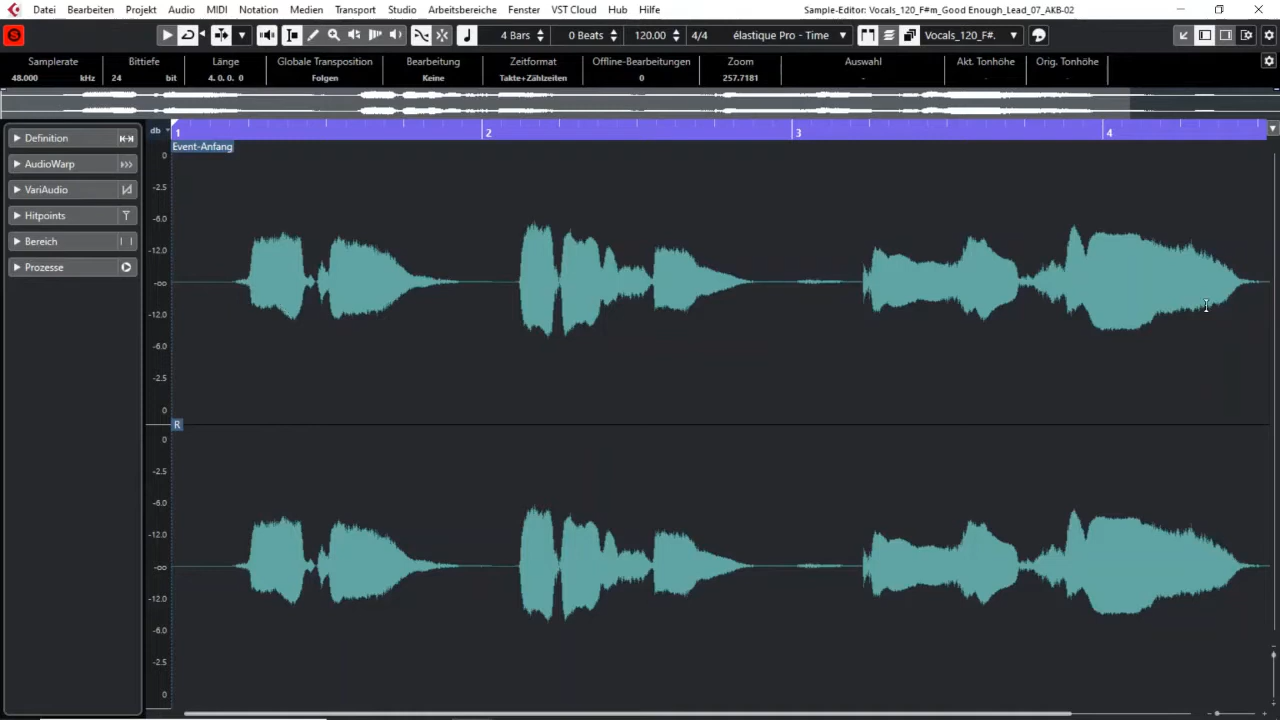 Datei Bearbeiten Projekt Audio MIDI Notation Medien Transport Studio Arbeitsbereiche Fenster VST Cloud Hub Hilfe Sample-Editor: Vocals_120_F#m_Good Enough_Lead_07_AKB-02
4 Bars 0 Beats 120.00 4/4 élastique Pro - Time Vocals_120_F#.
Samplerate Bittiefe Länge Globale Transposition Bearbeitung Zeitformat Offline-Bearbeitungen Zoom Auswahl Akt. Tonhöhe Orig. Tonhöhe
48.000 kHz 24 bit 4. 0. 0. 0 Folgen Keine Takte+Zählzeiten 0 257.7181 - - -
Definition
AudioWarp
VariAudio
Hitpoints
Bereich
Prozesse
db 1 2 3 4
Event-Anfang
0
-2.5
-6.0
-12.0
-oo
-12.0
-6.0
-2.5
0
R
0
-2.5
-6.0
-12.0
-oo
-12.0
-6.0
-2.5
0